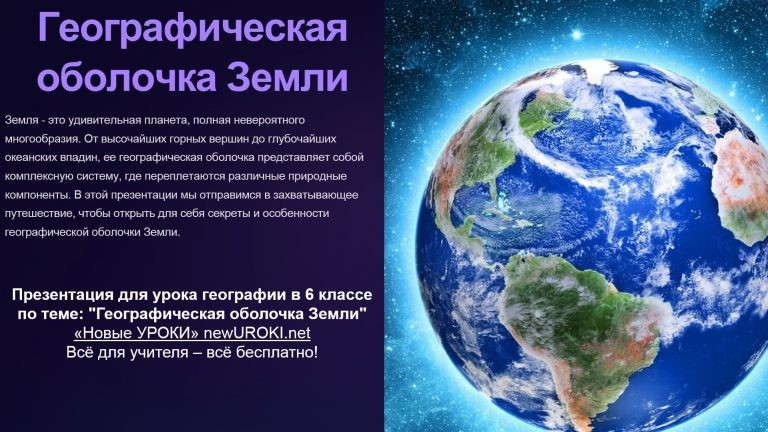 Географическая
оболочка Земли
Земля - это удивительная планета, полная невероятного
многообразия. От высочайших горных вершин до глубочайших
океанских впадин, ее географическая оболочка представляет собой
комплексную систему, где переплетаются различные природные
компоненты. В этой презентации мы отправимся в захватывающее
путешествие, чтобы открыть для себя секреты и особенности
географической оболочки Земли.
Презентация для урока географии в 6 классе
по теме: "Географическая оболочка Земли"
«Новые УРОКИ» newUROKI.net
Всё для учителя – всё бесплатно!